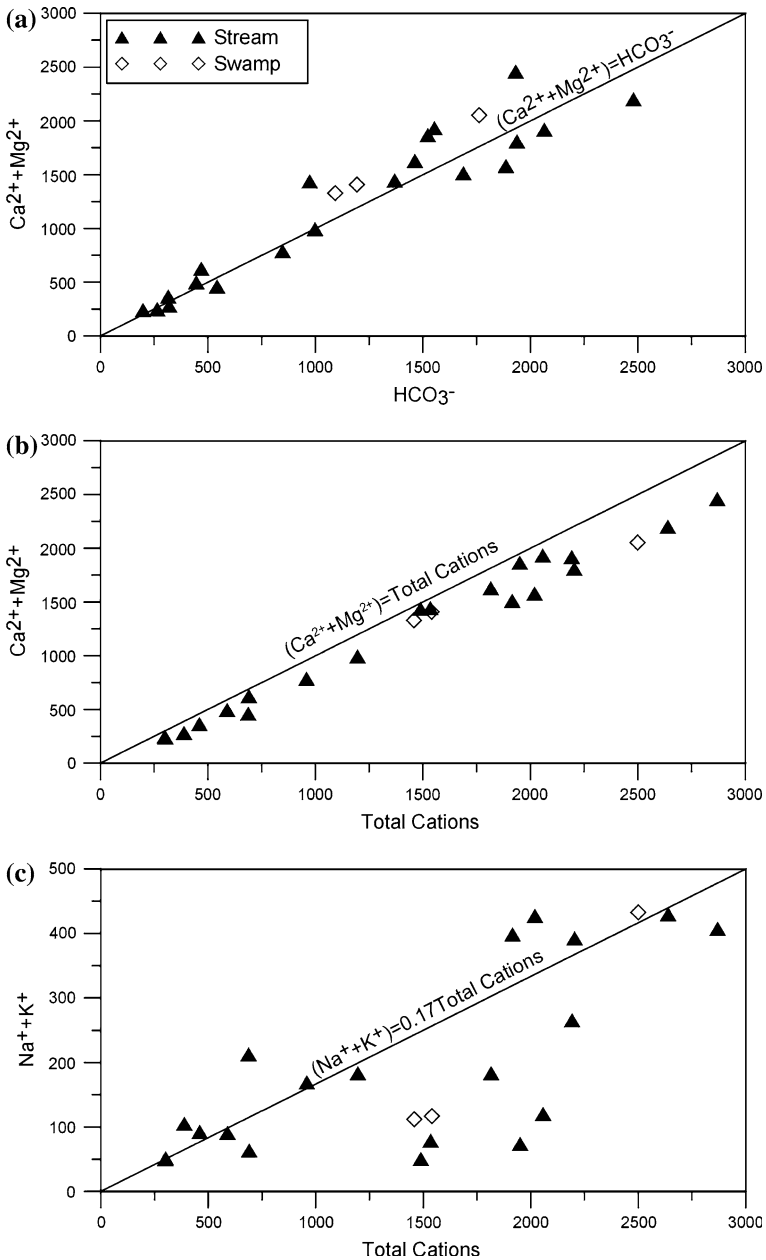 (a)
3000
2500
2000
1500
1000
500
0
Ca2++Mg2+
Stream
Swamp
(Ca2++Mg2+)=HCO3-
0 500 1000 1500 2000 2500 3000
HCO3-
(b)
3000
2500
2000
1500
1000
500
0
Ca2++Mg2+
(Ca2++Mg2+)=Total Cations
0 500 1000 1500 2000 2500 3000
Total Cations
(c)
500
400
300
200
100
0
Na++K+
(Na++K+)=0.17Total Cations
0 500 1000 1500 2000 2500 3000
Total Cations